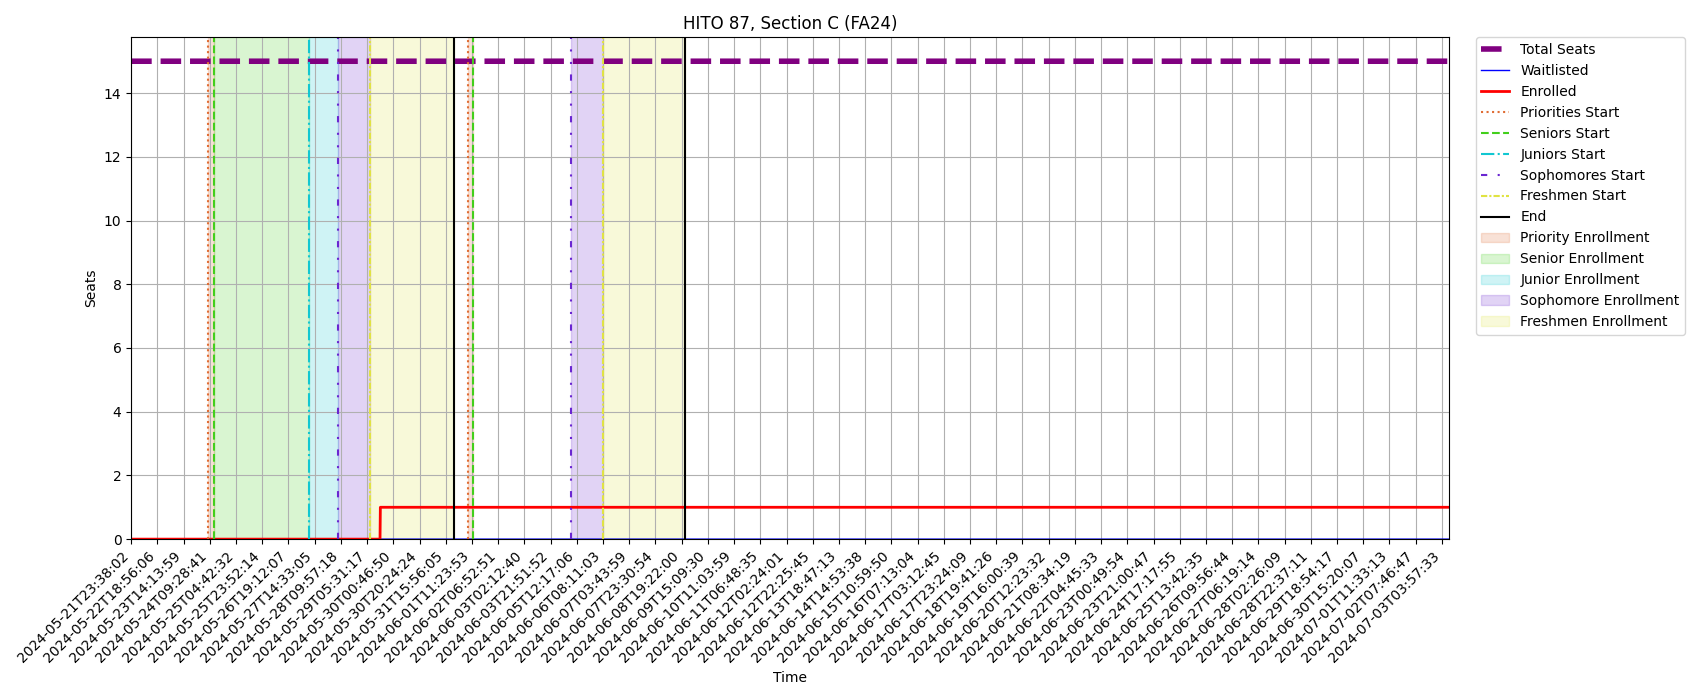 HITO 87, Section C (FA24)
Total Seats
Waitlisted
Enrolled
Priorities Start
Seniors Start
Juniors Start
Sophomores Start
Freshmen Start
End
Priority Enrollment
Senior Enrollment
Junior Enrollment
Sophomore Enrollment
Freshmen Enrollment
Seats
14
12
10
8
6
4
2
0
2024-05-21T23:38:02
2024-05-22T18:56:06
2024-05-23T14:13:59
2024-05-24T09:28:41
2024-05-25T04:42:32
2024-05-25T23:52:14
2024-05-26T19:12:07
2024-05-27T14:33:05
2024-05-28T09:57:18
2024-05-29T05:31:17
2024-05-30T00:46:50
2024-05-30T20:24:24
2024-05-31T15:56:05
2024-06-01T11:23:53
2024-06-02T06:52:51
2024-06-03T02:12:40
2024-06-03T21:51:52
2024-06-05T12:17:06
2024-06-06T08:11:03
2024-06-07T03:43:59
2024-06-07T23:30:54
2024-06-08T19:22:00
2024-06-09T15:09:30
2024-06-10T11:03:59
2024-06-11T06:48:35
2024-06-12T02:24:01
2024-06-12T22:25:45
2024-06-13T18:47:13
2024-06-14T14:53:38
2024-06-15T10:59:50
2024-06-16T07:13:04
2024-06-17T03:12:45
2024-06-17T23:24:09
2024-06-18T19:41:26
2024-06-19T16:00:39
2024-06-20T12:23:32
2024-06-21T08:34:19
2024-06-22T04:45:33
2024-06-23T00:49:54
2024-06-23T21:00:47
2024-06-24T17:17:55
2024-06-25T13:42:35
2024-06-26T09:56:44
2024-06-27T06:19:14
2024-06-28T02:26:09
2024-06-28T22:37:11
2024-06-29T18:54:17
2024-06-30T15:20:07
2024-07-01T11:33:13
2024-07-02T07:46:47
2024-07-03T03:57:33
Time